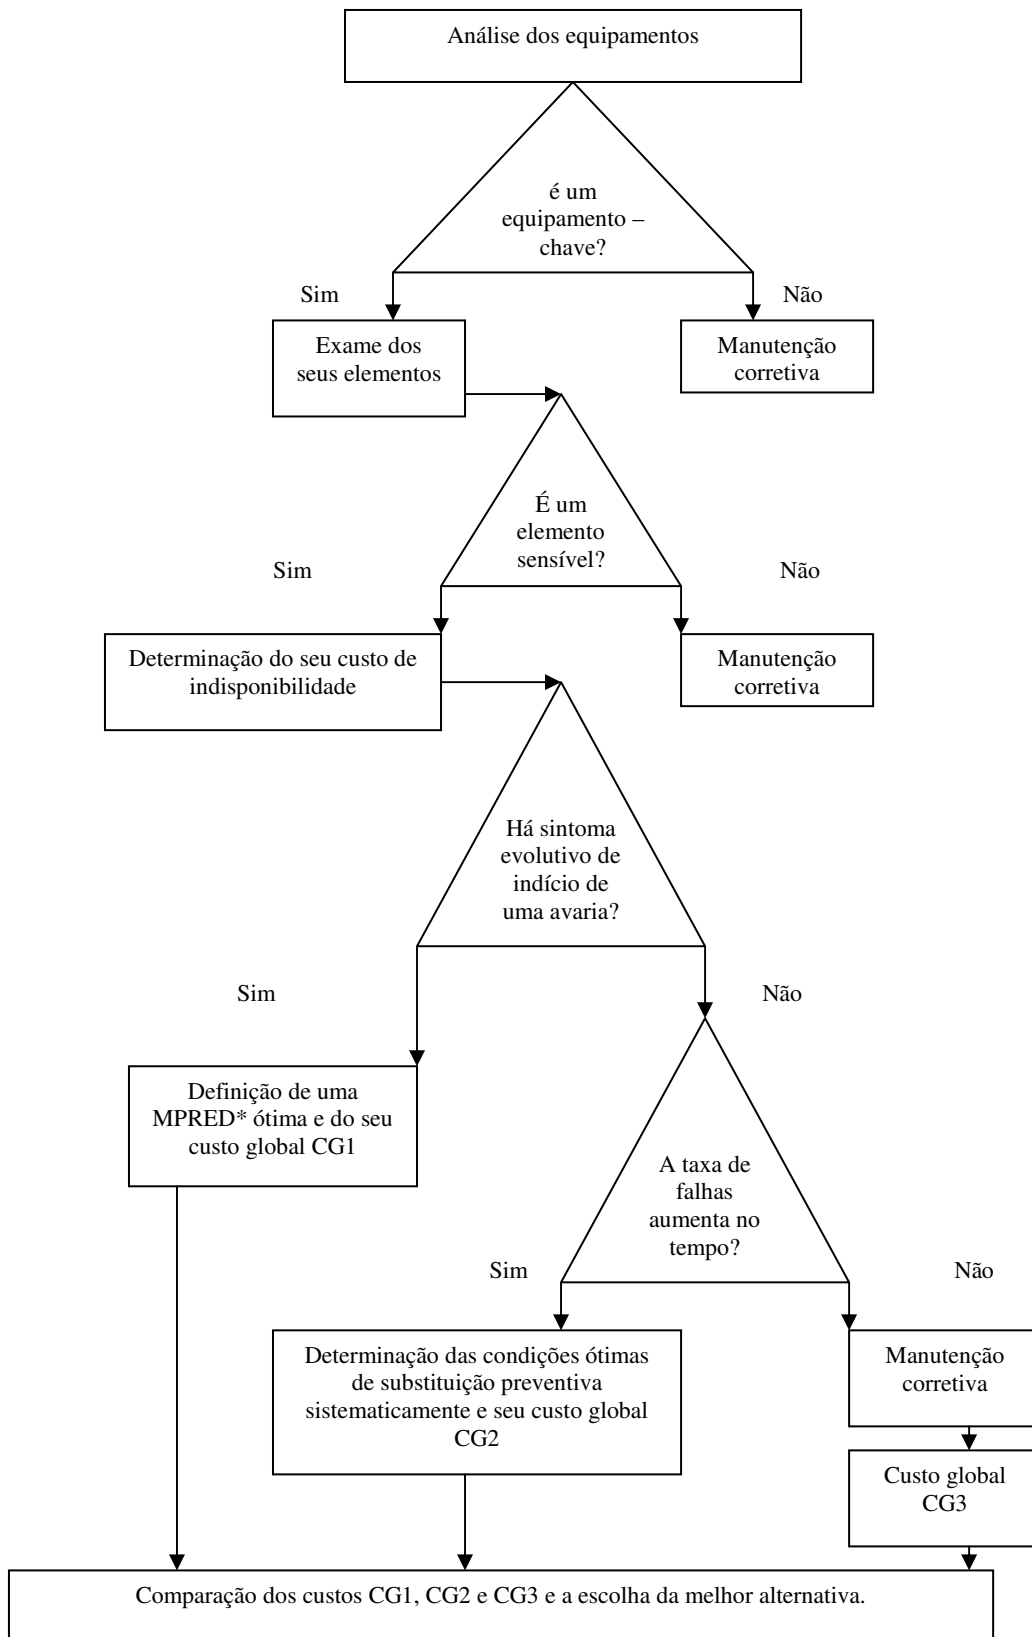 Análise dos equipamentos
é um
equipamento –
chave?
Sim
Não
Exame dos
seus elementos
Manutenção
corretiva
É um
elemento
sensível?
Sim
Não
Determinação do seu custo de
indisponibilidade
Manutenção
corretiva
Há sintoma
evolutivo de
indício de
uma avaria?
Sim
Não
Definição de uma
MPRED* ótima e do seu
custo global CG1
A taxa de
falhas
aumenta no
tempo?
Sim
Não
Determinação das condições ótimas
de substituição preventiva
sistematicamente e seu custo global
CG2
Manutenção
corretiva
Custo global
CG3
Comparação dos custos CG1, CG2 e CG3 e a escolha da melhor alternativa.